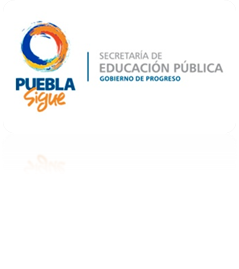 PUEBLA
Sigue
SECRETARÍA DE
EDUCACIÓN PÚBLICA
GOBIERNO DE PROGRESO